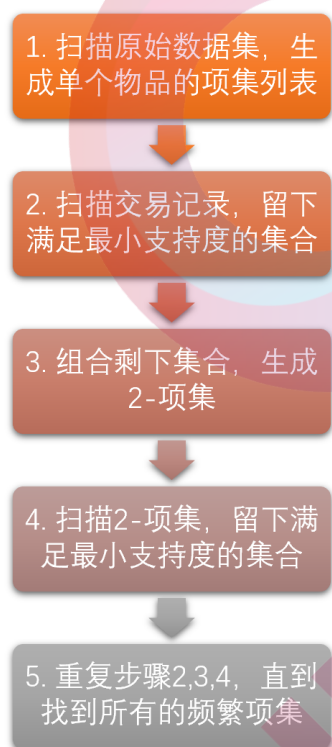 1. 扫描原始数据集，生
成单个物品的项集列表
2. 扫描交易记录，留下
满足最小支持度的集合
3. 组合剩下集合，生成
2-项集
4. 扫描2-项集，留下满
足最小支持度的集合
5. 重复步骤2,3,4，直到
找到所有的频繁项集